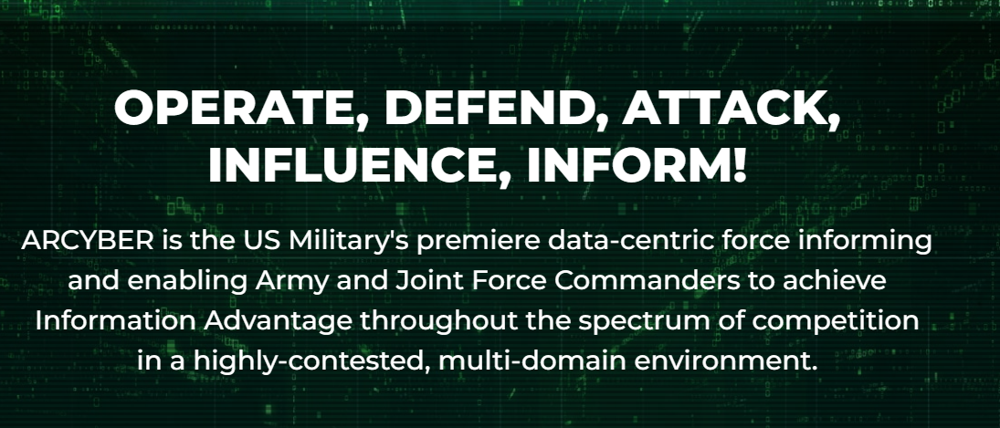 OPERATE, DEFEND, ATTACK,
INFLUENCE, INFORM!
ARCYBER is the US Military's premiere data-centric force informing
and enabling Army and Joint Force Commanders to achieve
Information Advantage throughout the spectrum of competition
in a highly-contested, multi-domain environment.